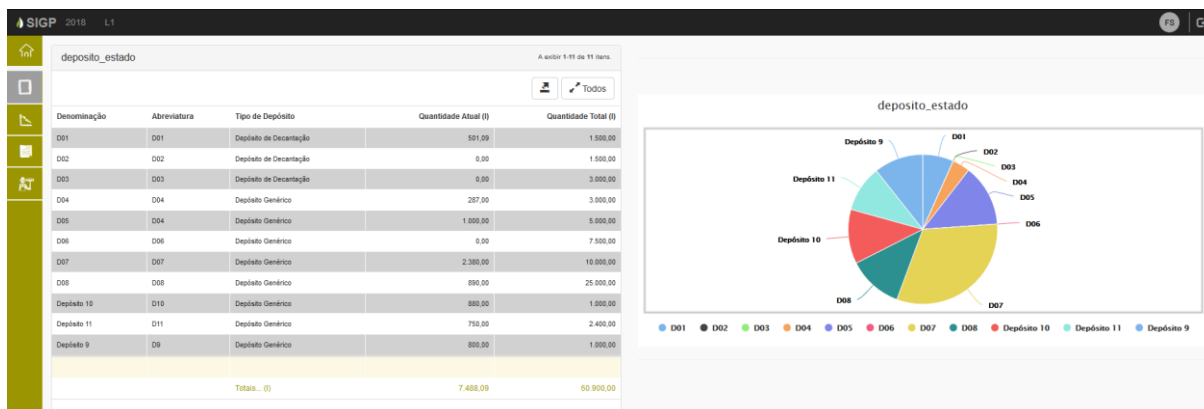 SIGP 2018 L1 FS
deposito_estado A exibir 1-11 de 11 itens.
Todos
Denominação Abreviatura Tipo de Depósito Quantidade Atual (l) Quantidade Total (l)
D01 D01 Depósito de Decantação 501,09 1.500,00
D02 D02 Depósito de Decantação 0,00 1.500,00
D03 D03 Depósito de Decantação 0,00 3.000,00
D04 D04 Depósito Genérico 287,00 3.000,00
D05 D04 Depósito Genérico 1.000,00 5.000,00
D06 D06 Depósito Genérico 0,00 7.500,00
D07 D07 Depósito Genérico 2.380,00 10.000,00
D08 D08 Depósito Genérico 890,00 25.000,00
Depósito 10 D10 Depósito Genérico 880,00 1.000,00
Depósito 11 D11 Depósito Genérico 750,00 2.400,00
Depósito 9 D9 Depósito Genérico 800,00 1.000,00
Totais... (l) 7.488,09 60.900,00
deposito_estado
Depósito 9
D01
D02
D03
D04
Depósito 11
D05
D06
Depósito 10
D08
D07
D01 D02 D03 D04 D05 D06 D07 D08 Depósito 10 Depósito 11 Depósito 9